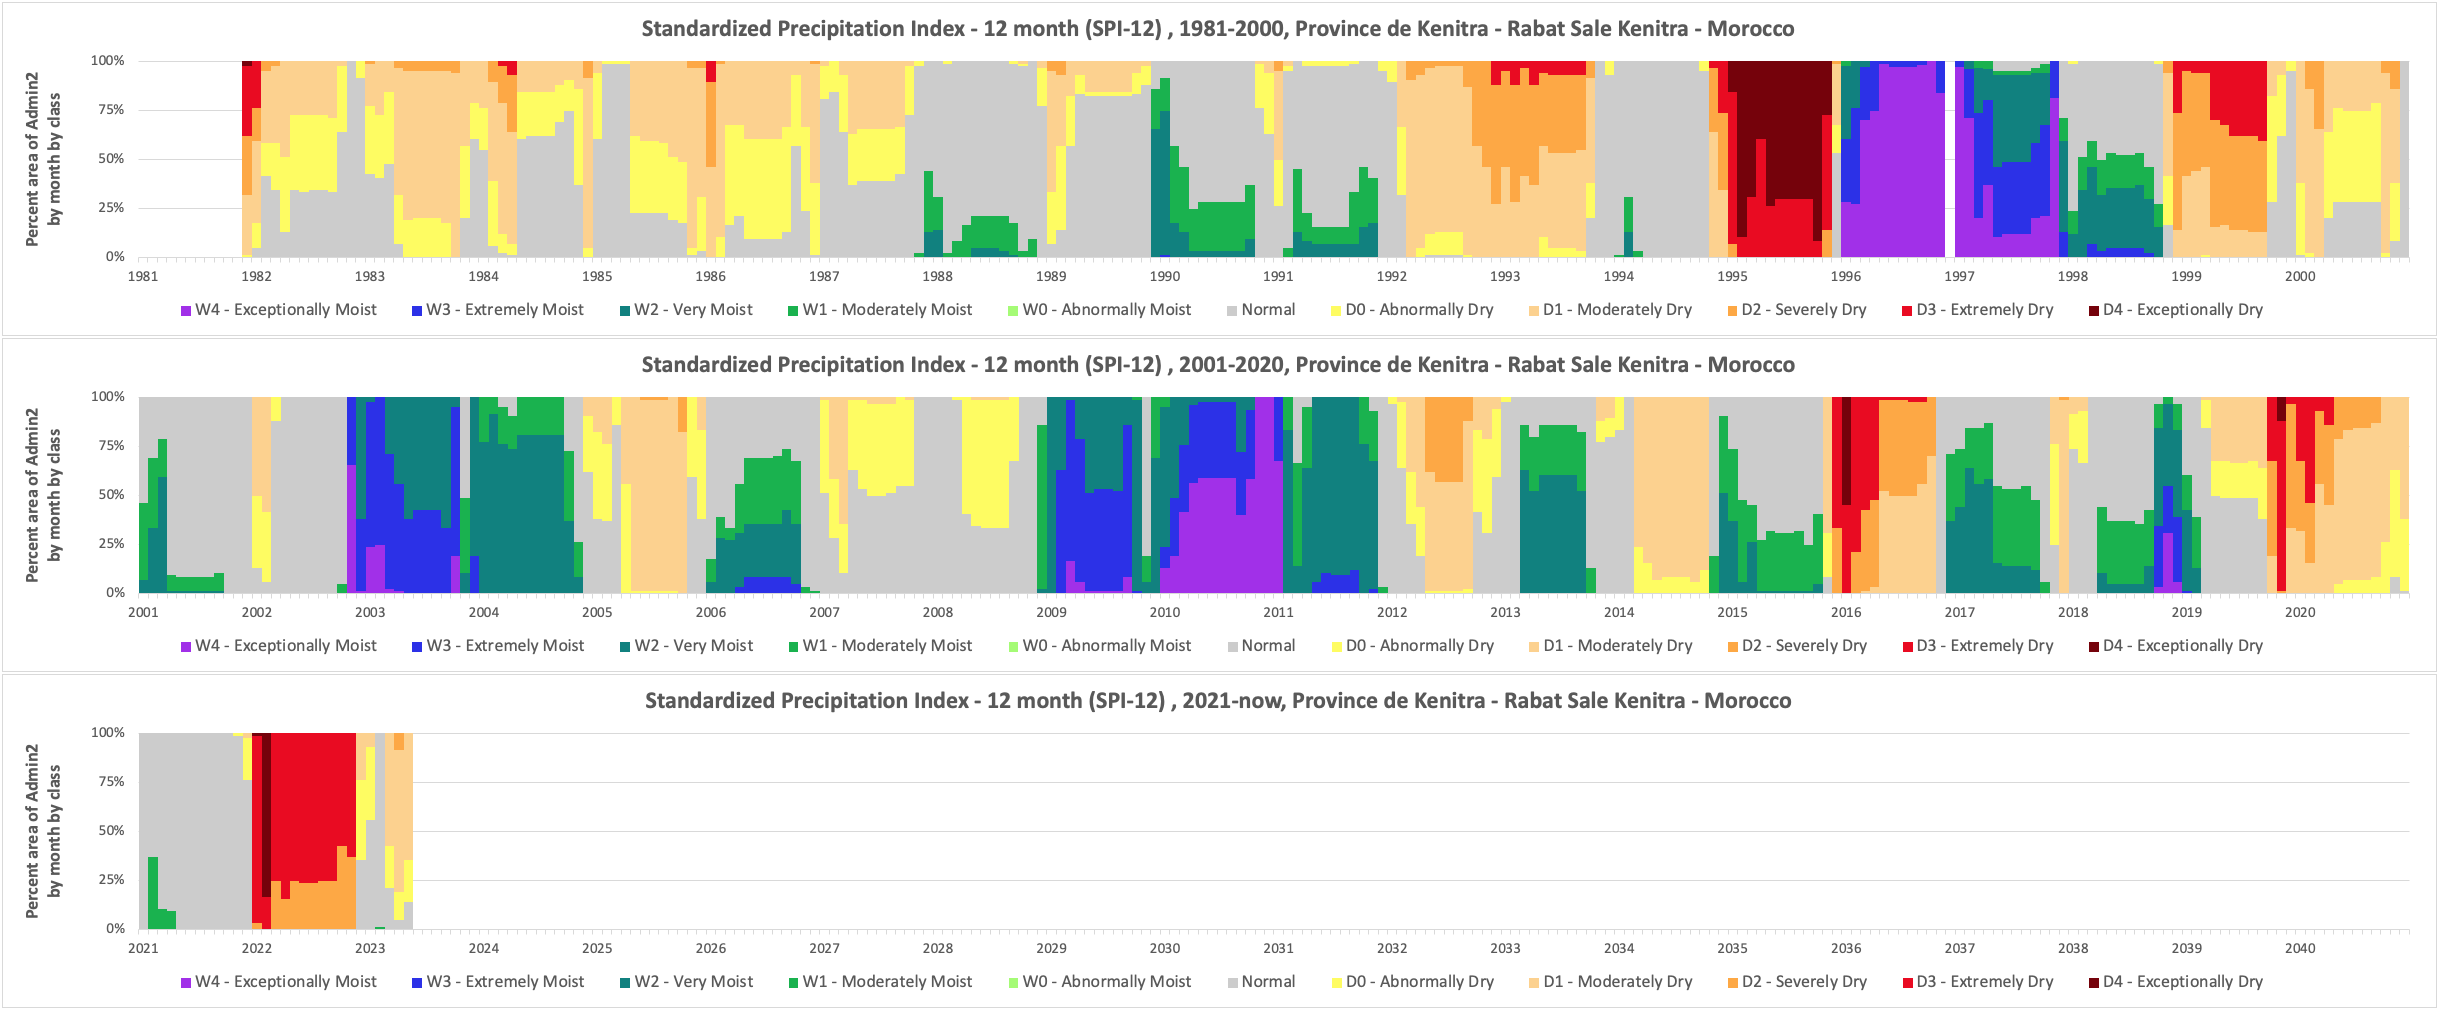 Standardized Precipitation Index - 12 month (SPI-12) , 1981-2000, Province de Kenitra - Rabat Sale Kenitra - Morocco
Percent area of Admin2
by month by class
100%
75%
50%
25%
0%
1981 1982 1983 1984 1985 1986 1987 1988 1989 1990 1991 1992 1993 1994 1995 1996 1997 1998 1999 2000
W4 - Exceptionally Moist W3 - Extremely Moist W2 - Very Moist W1 - Moderately Moist W0 - Abnormally Moist Normal D0 - Abnormally Dry D1 - Moderately Dry D2 - Severely Dry D3 - Extremely Dry D4 - Exceptionally Dry
Standardized Precipitation Index - 12 month (SPI-12) , 2001-2020, Province de Kenitra - Rabat Sale Kenitra - Morocco
Percent area of Admin2
by month by class
100%
75%
50%
25%
0%
2001 2002 2003 2004 2005 2006 2007 2008 2009 2010 2011 2012 2013 2014 2015 2016 2017 2018 2019 2020
W4 - Exceptionally Moist W3 - Extremely Moist W2 - Very Moist W1 - Moderately Moist W0 - Abnormally Moist Normal D0 - Abnormally Dry D1 - Moderately Dry D2 - Severely Dry D3 - Extremely Dry D4 - Exceptionally Dry
Standardized Precipitation Index - 12 month (SPI-12) , 2021-now, Province de Kenitra - Rabat Sale Kenitra - Morocco
Percent area of Admin2
by month by class
100%
75%
50%
25%
0%
2021 2022 2023 2024 2025 2026 2027 2028 2029 2030 2031 2032 2033 2034 2035 2036 2037 2038 2039 2040
W4 - Exceptionally Moist W3 - Extremely Moist W2 - Very Moist W1 - Moderately Moist W0 - Abnormally Moist Normal D0 - Abnormally Dry D1 - Moderately Dry D2 - Severely Dry D3 - Extremely Dry D4 - Exceptionally Dry